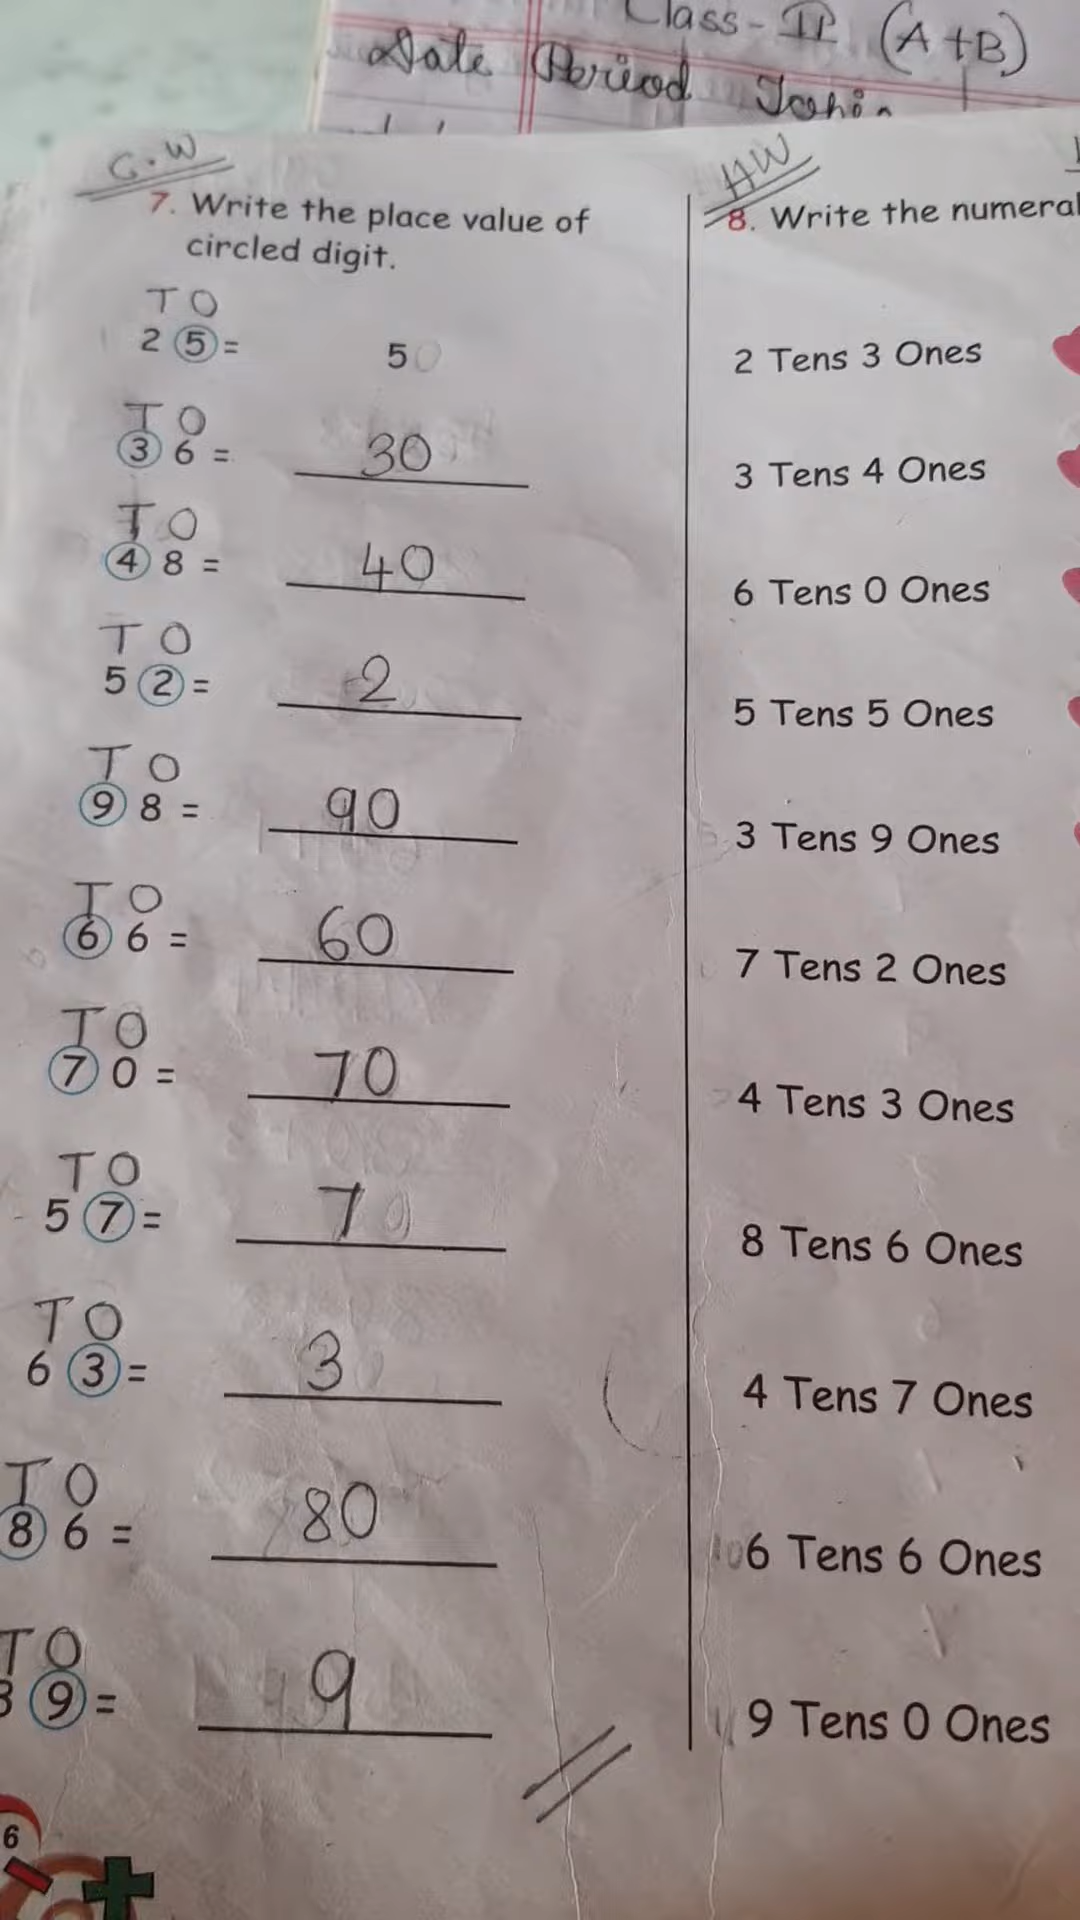 Class - II (A+B)
Date Period
C.W
7. Write the place value of
circled digit.
T O
2 5 = 5
T O
3 6 = 30
T O
4 8 = 40
T O
5 2 = 2
T O
9 8 = 90
T O
6 6 = 60
T O
7 0 = 70
T O
5 7 = 7
T O
6 3 = 3
T O
8 6 = 80
T O
9 = 9
6
HW
8. Write the numeral
2 Tens 3 Ones
3 Tens 4 Ones
6 Tens 0 Ones
5 Tens 5 Ones
3 Tens 9 Ones
7 Tens 2 Ones
4 Tens 3 Ones
8 Tens 6 Ones
4 Tens 7 Ones
6 Tens 6 Ones
9 Tens 0 Ones